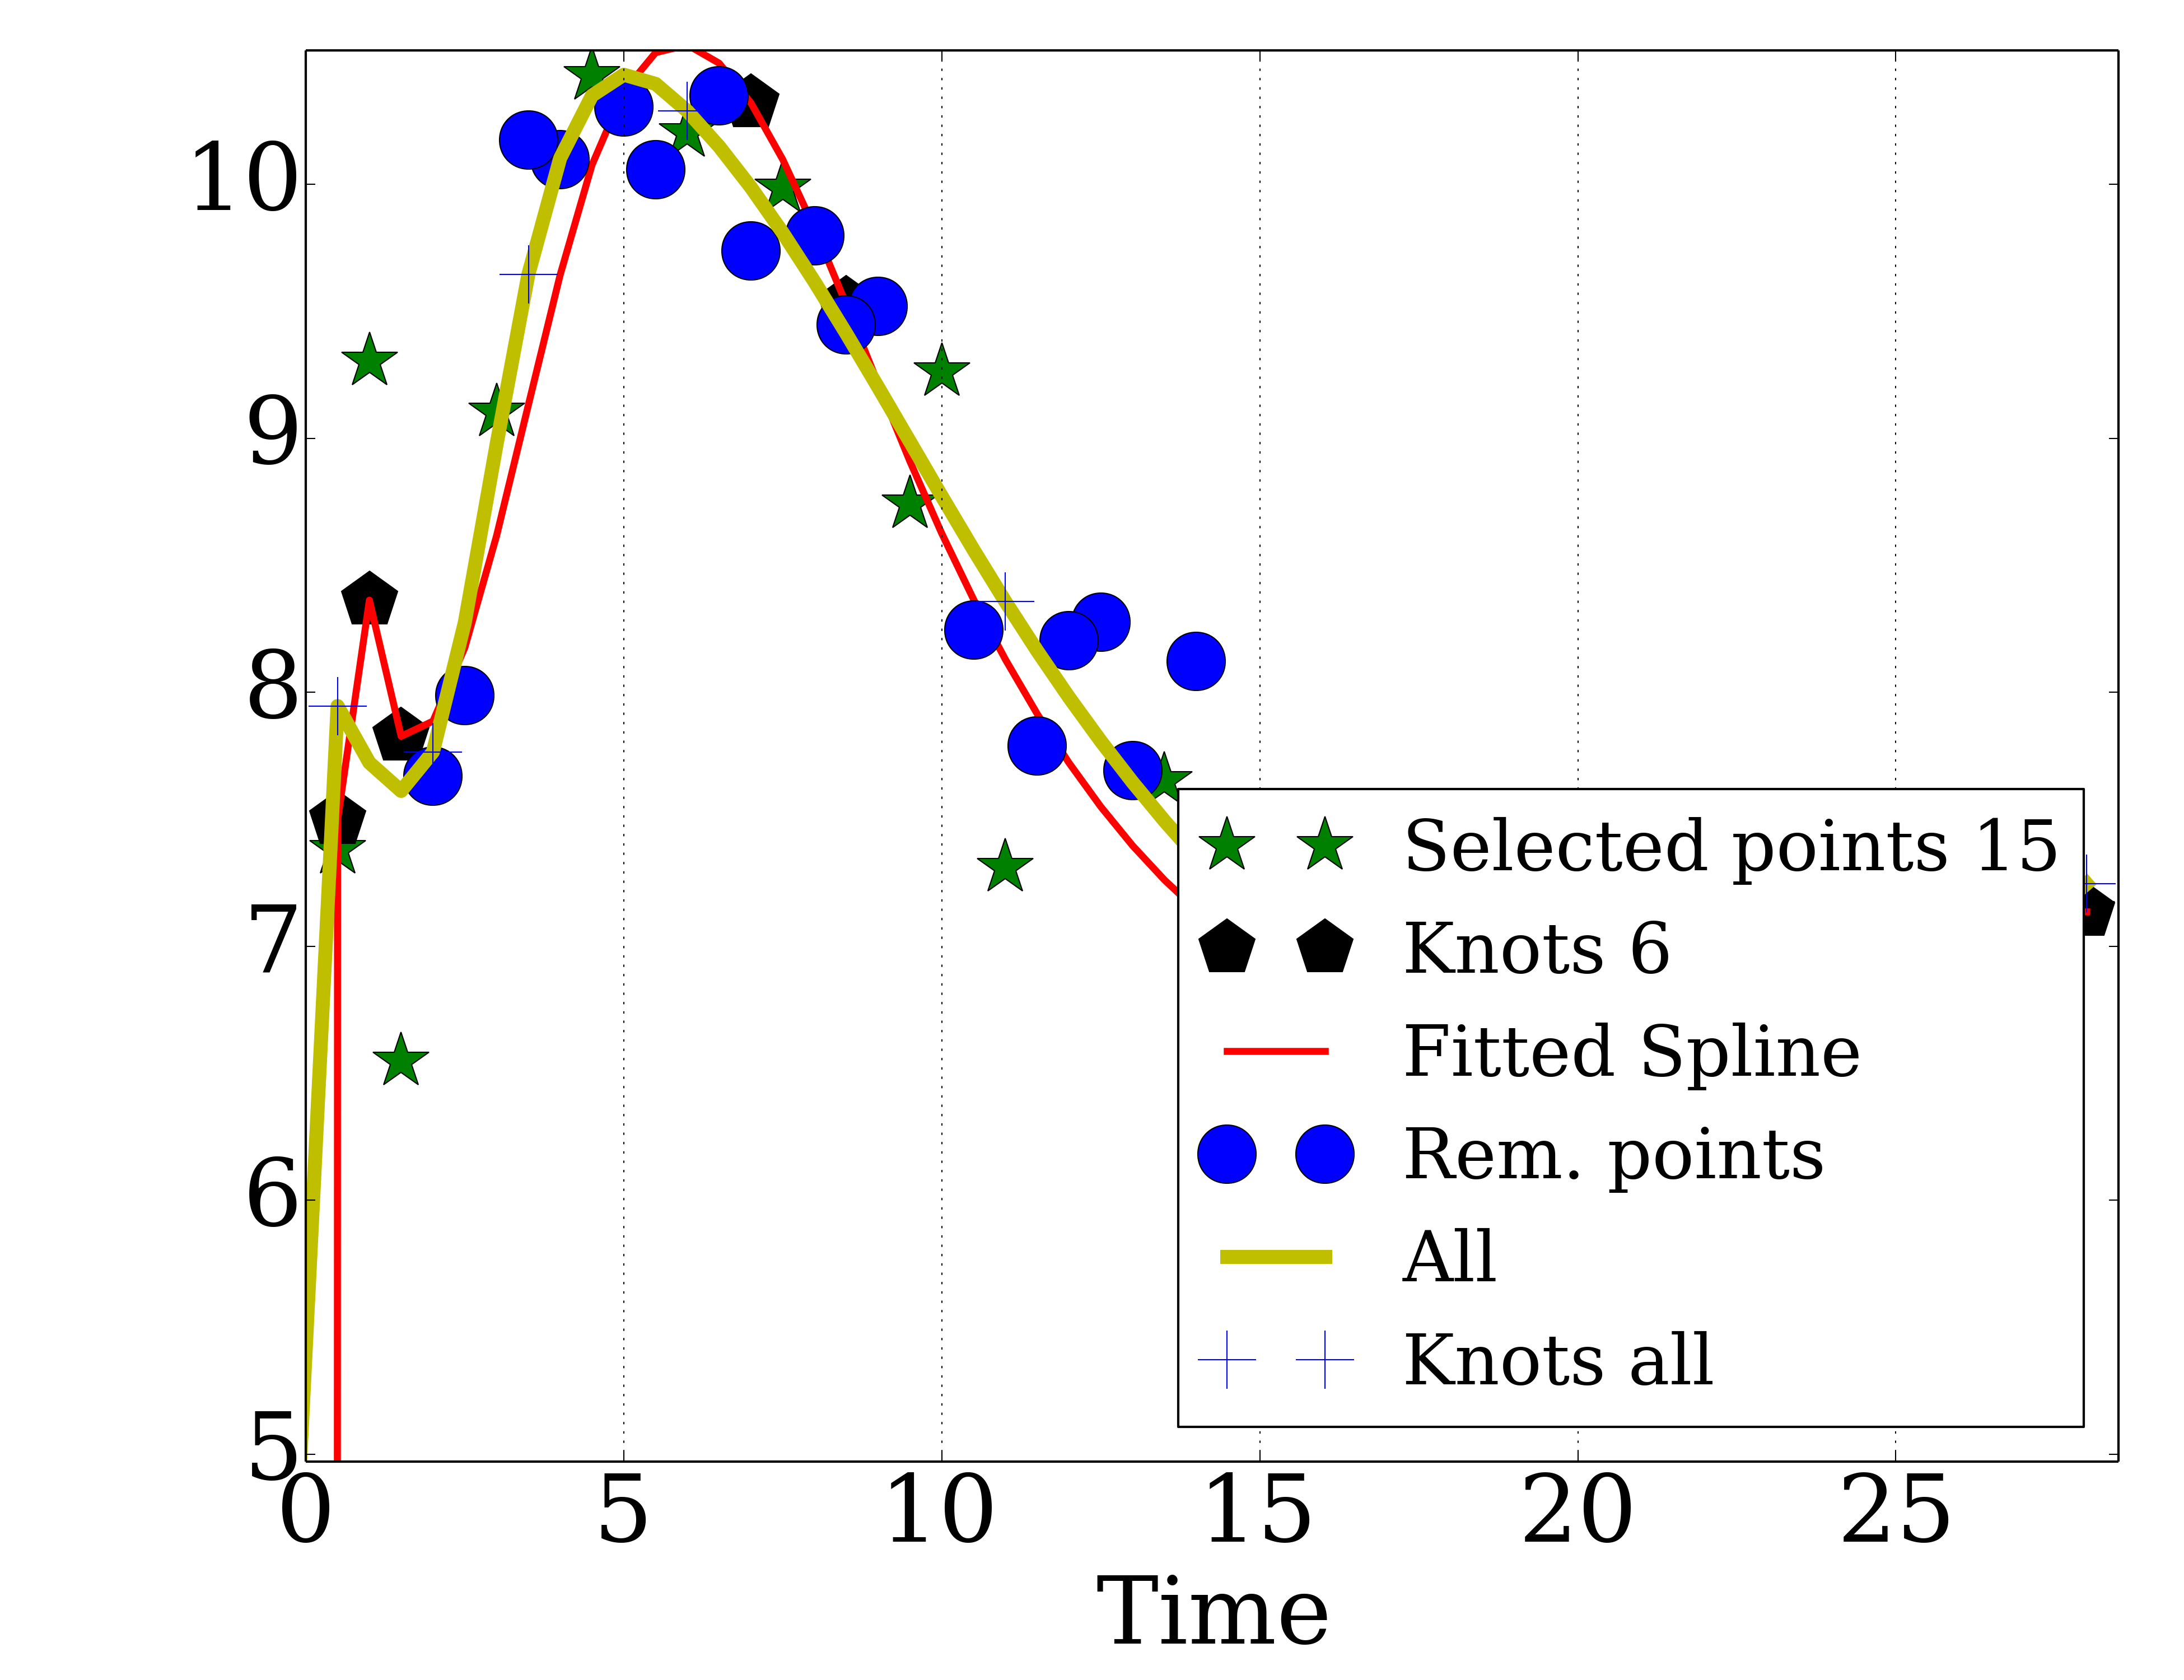 10
9
8
7
6
5
0 5 10 15 20 25
Time
Selected points 15
Knots 6
Fitted Spline
Rem. points
All
Knots all